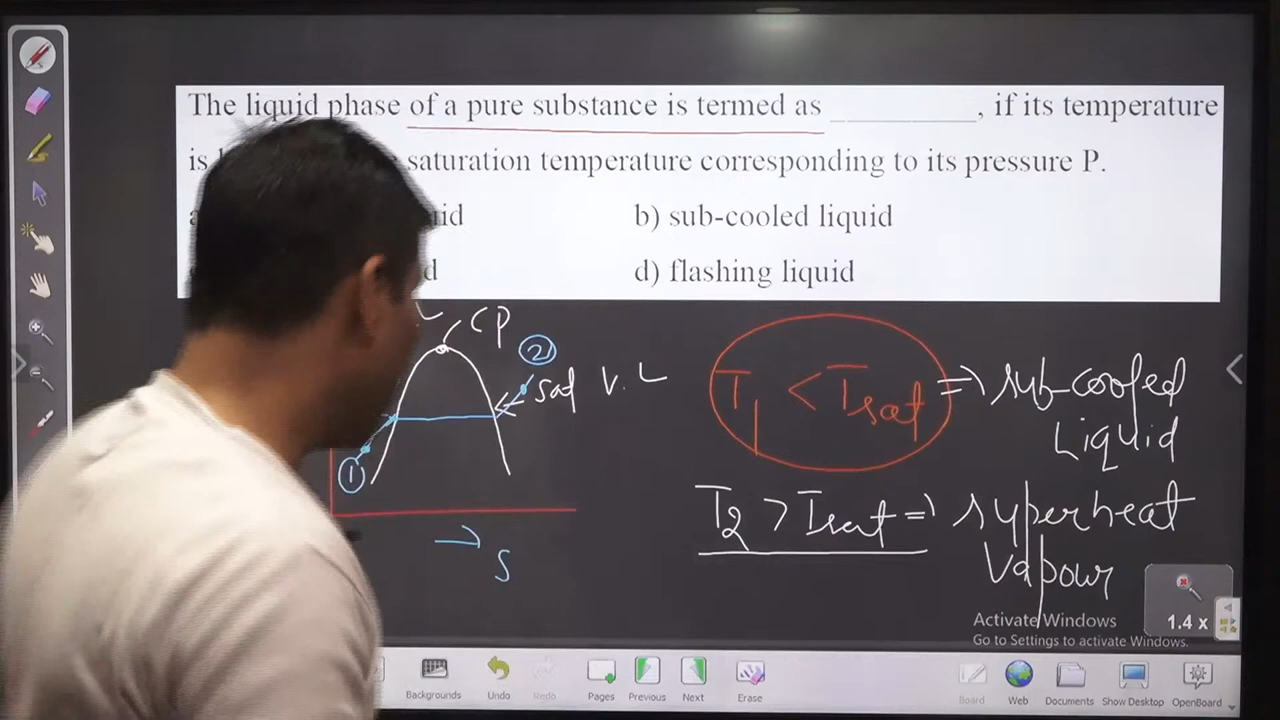 The liquid phase of a pure substance is termed as __________, if its temperature
is saturation temperature corresponding to its pressure P.
b) sub-cooled liquid
d) flashing liquid
CP
2
sat V. L
1
S
T1 < Tsat => sub-cooled
Liquid
T2 > Tsat => superheat
Vapour
1.4 x
Activate Windows
Go to Settings to activate Windows.
Backgrounds Undo Redo Pages Previous Next Erase Board Web Documents Show Desktop OpenBoard